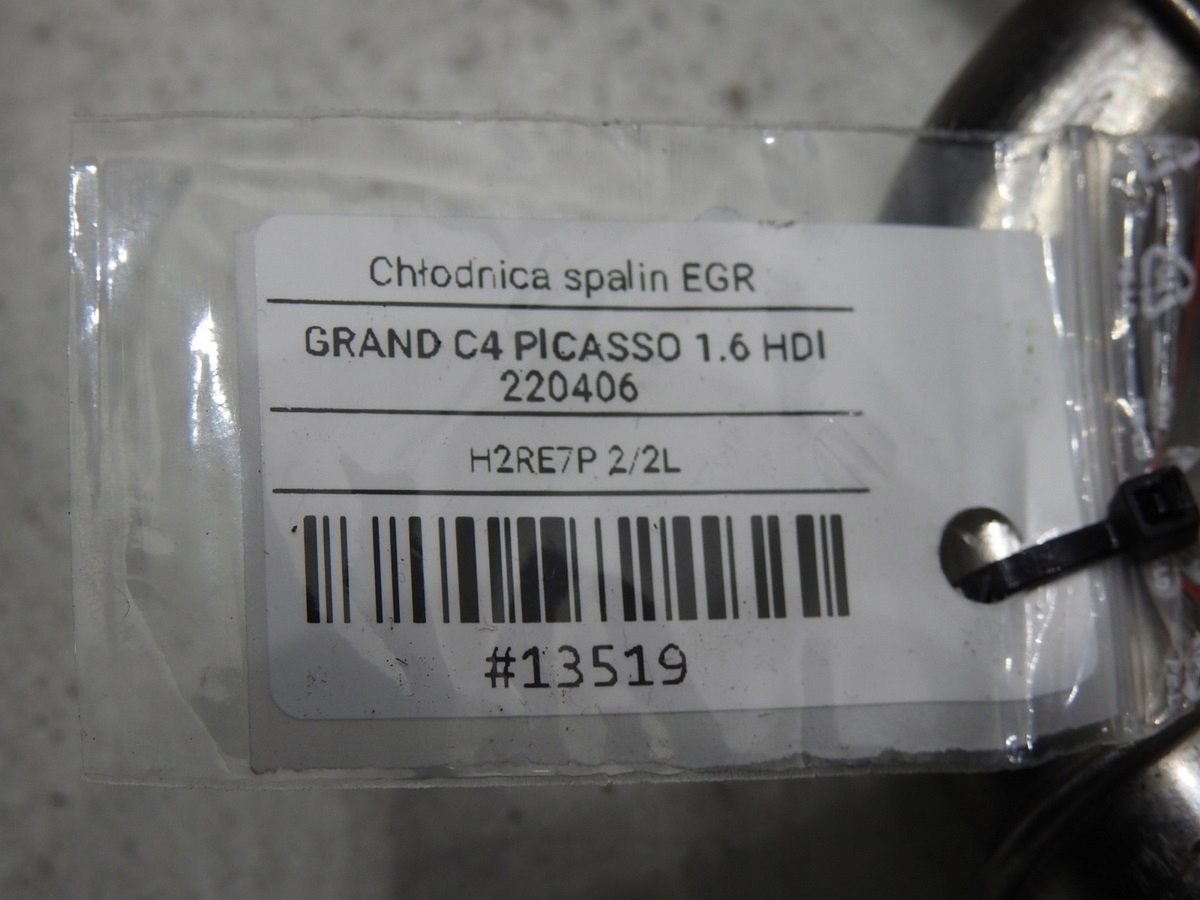 Chłodnica spalin EGR
GRAND C4 PICASSO 1.6 HDI
220406
H2RE7P 2/2L
#13519